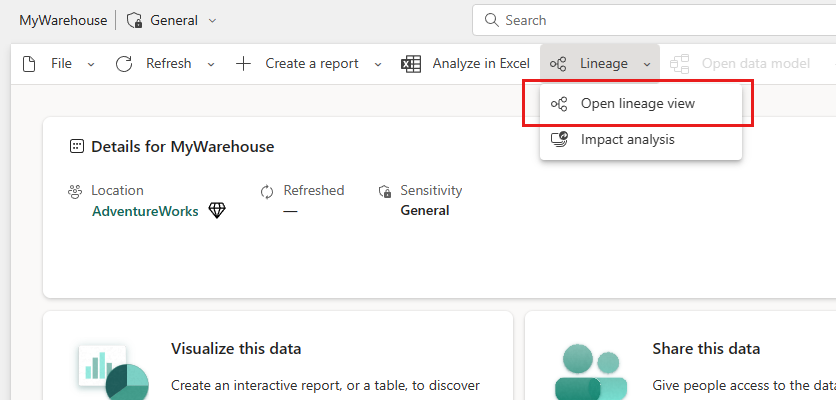 MyWarehouse General
Search
File Refresh Create a report Analyze in Excel Lineage Open data model
Open lineage view
Impact analysis
Details for MyWarehouse
Location Refreshed Sensitivity
AdventureWorks — General
Visualize this data Share this data
Create an interactive report, or a table, to discover Give people access to the data